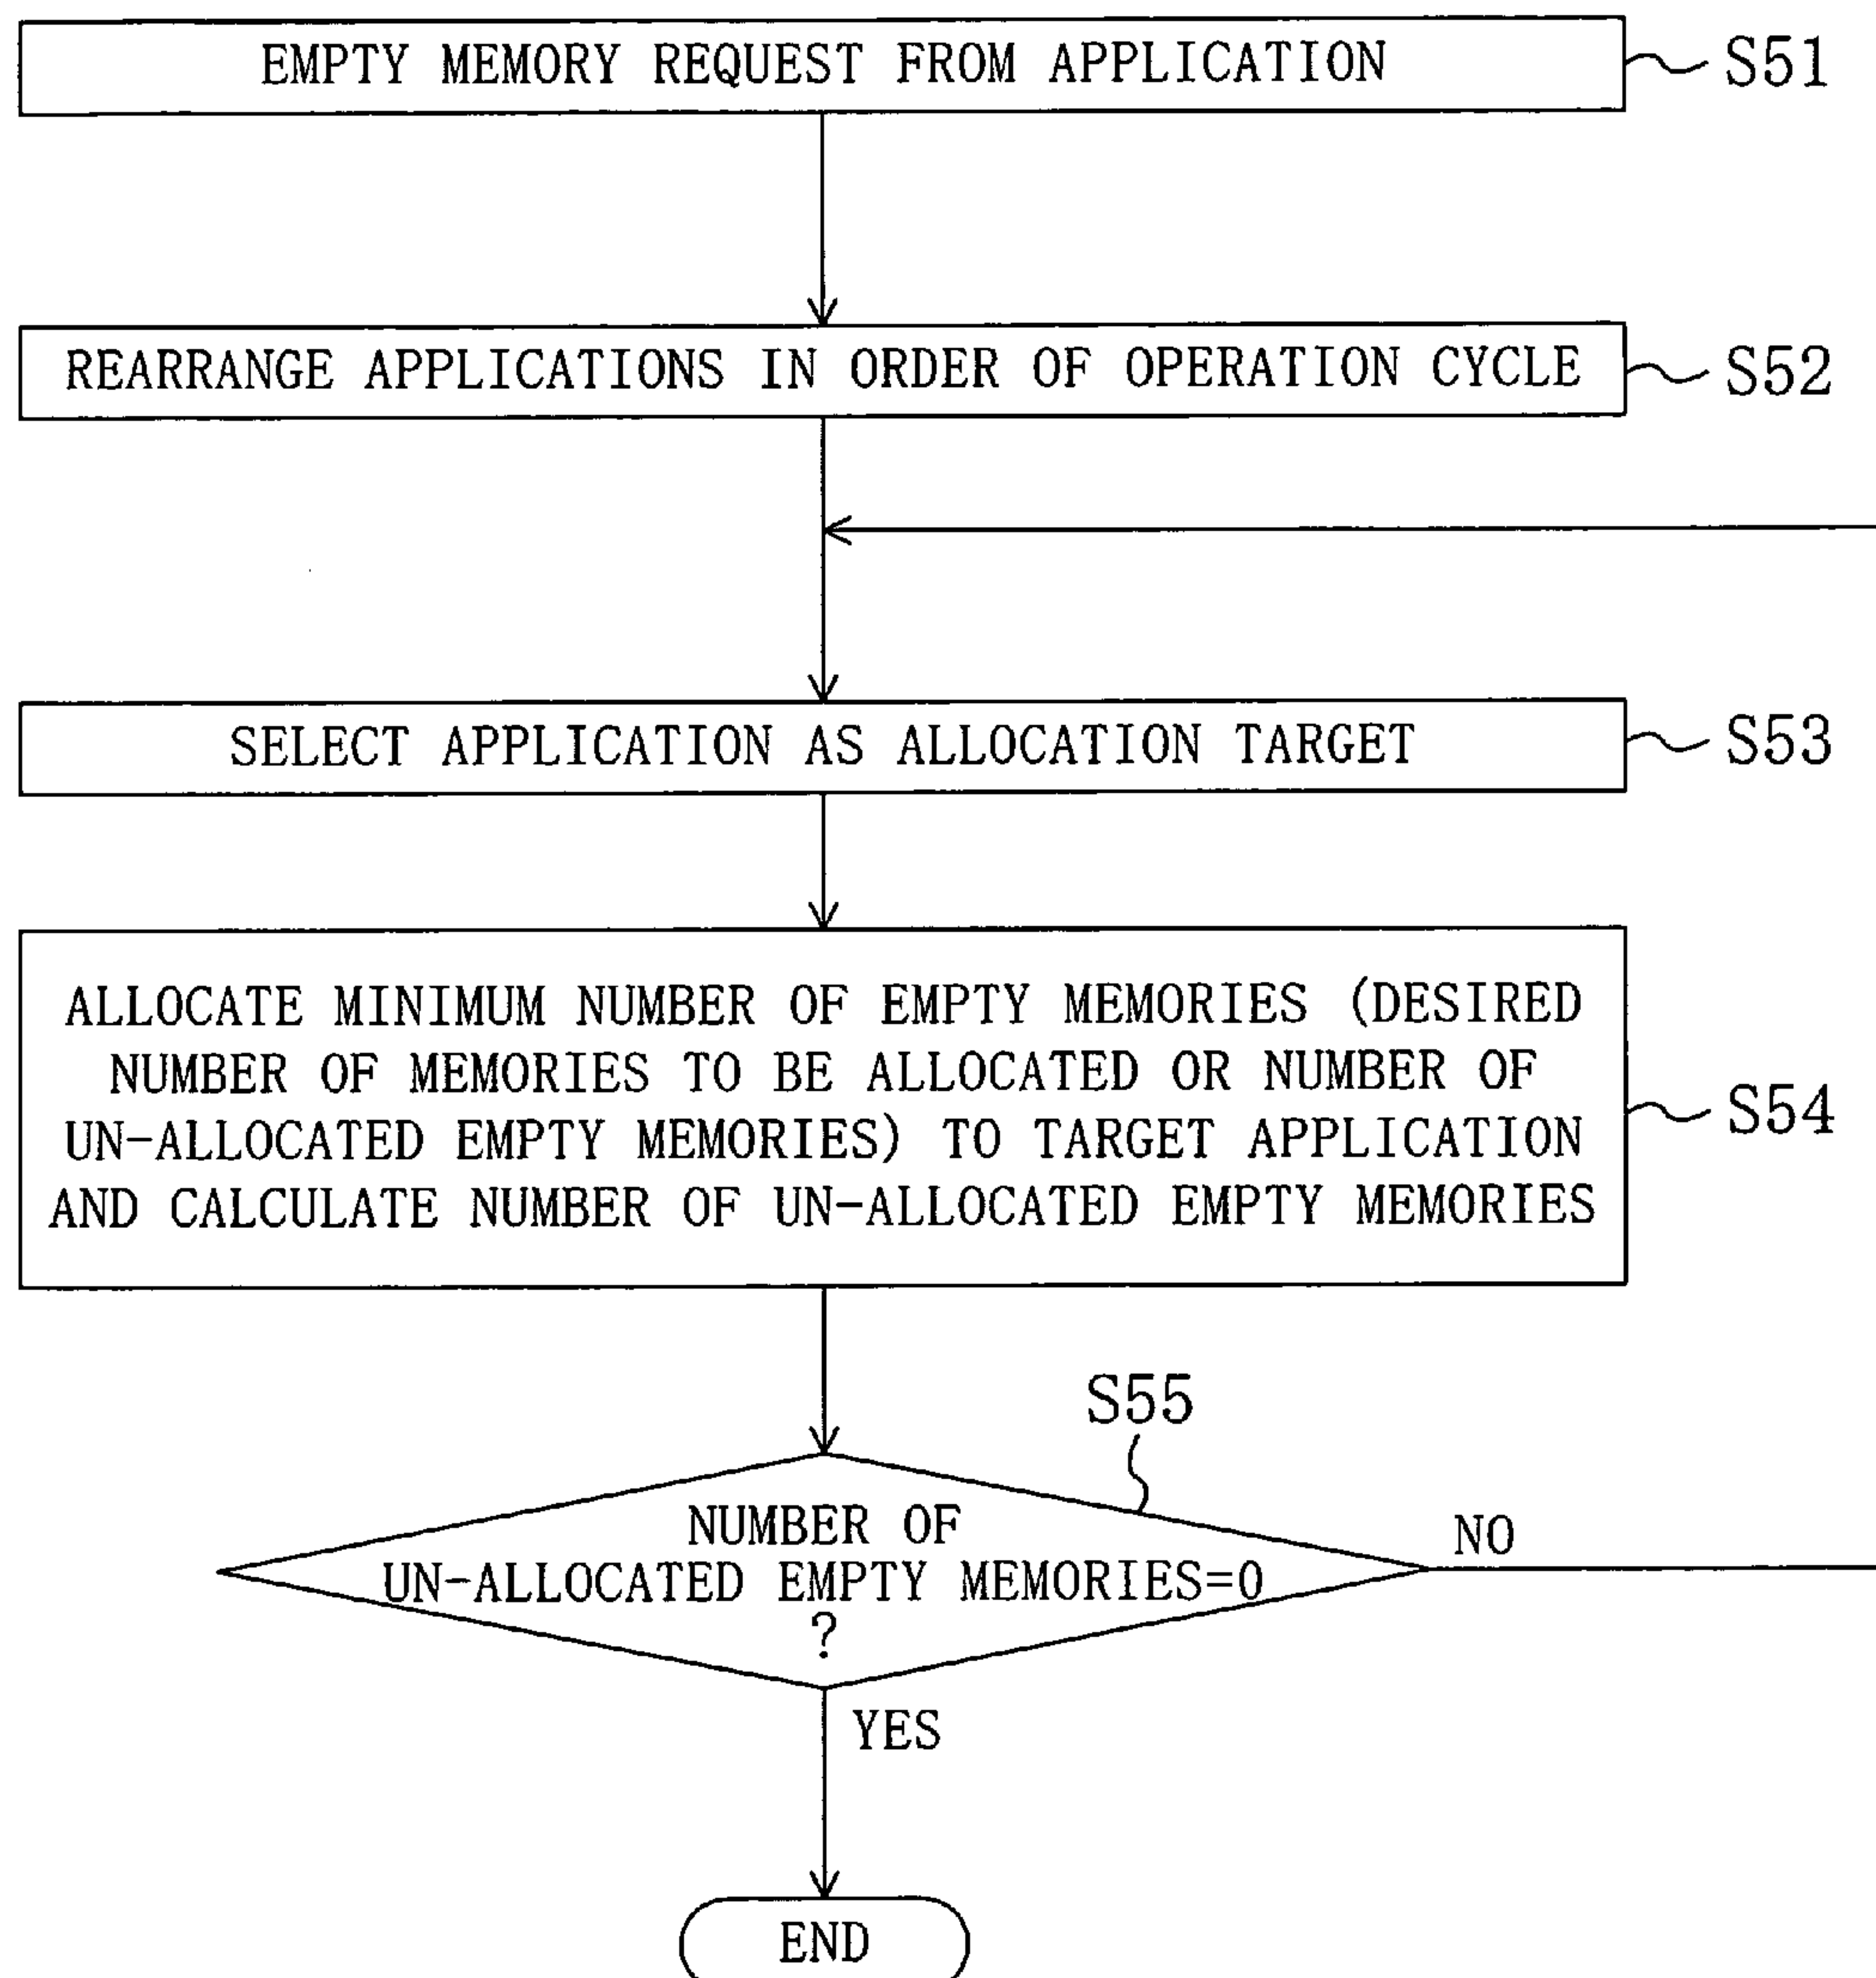 EMPTY MEMORY REQUEST FROM APPLICATION
S51
REARRANGE APPLICATIONS IN ORDER OF OPERATION CYCLE
S52
SELECT APPLICATION AS ALLOCATION TARGET
S53
ALLOCATE MINIMUM NUMBER OF EMPTY MEMORIES (DESIRED
NUMBER OF MEMORIES TO BE ALLOCATED OR NUMBER OF
UN-ALLOCATED EMPTY MEMORIES) TO TARGET APPLICATION
AND CALCULATE NUMBER OF UN-ALLOCATED EMPTY MEMORIES
S54
S55
NUMBER OF
UN-ALLOCATED EMPTY MEMORIES=0
?
NO
YES
END